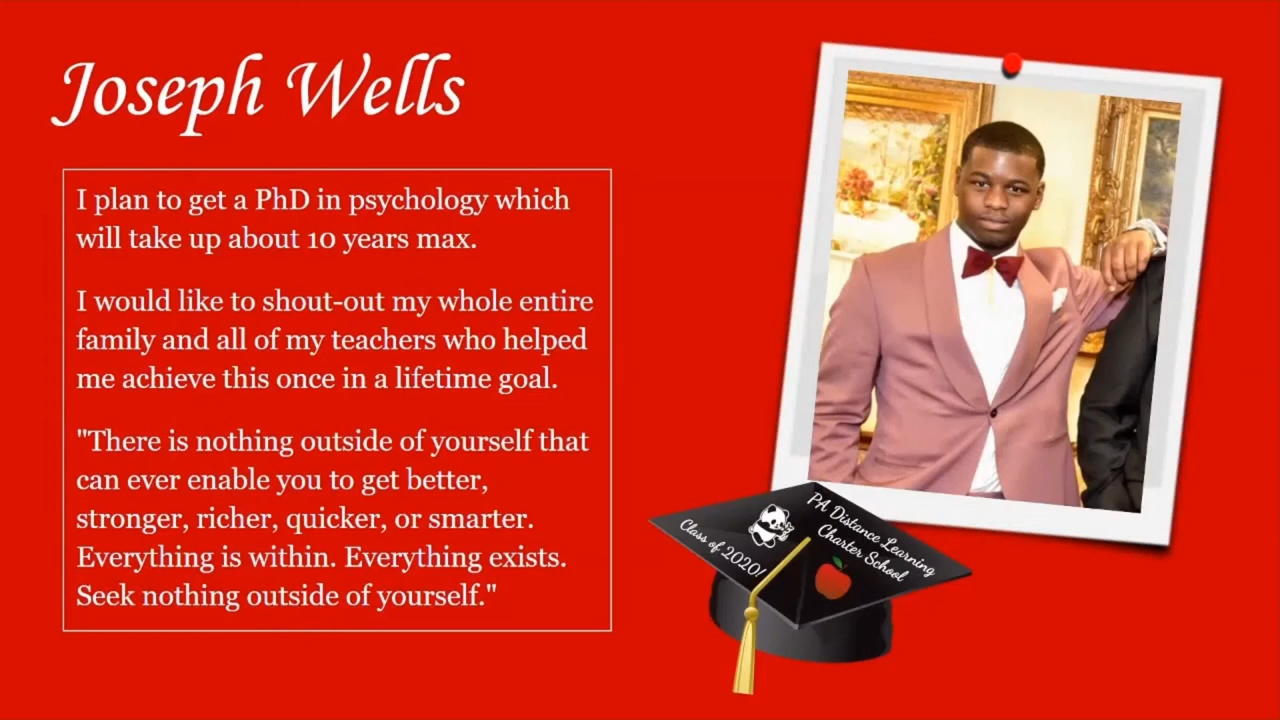 Joseph Wells
I plan to get a PhD in psychology which
will take up about 10 years max.
I would like to shout-out my whole entire
family and all of my teachers who helped
me achieve this once in a lifetime goal.
"There is nothing outside of yourself that
can ever enable you to get better,
stronger, richer, quicker, or smarter.
Everything is within. Everything exists.
Seek nothing outside of yourself."
PA Distance Learning
Charter School
Class of 2020!